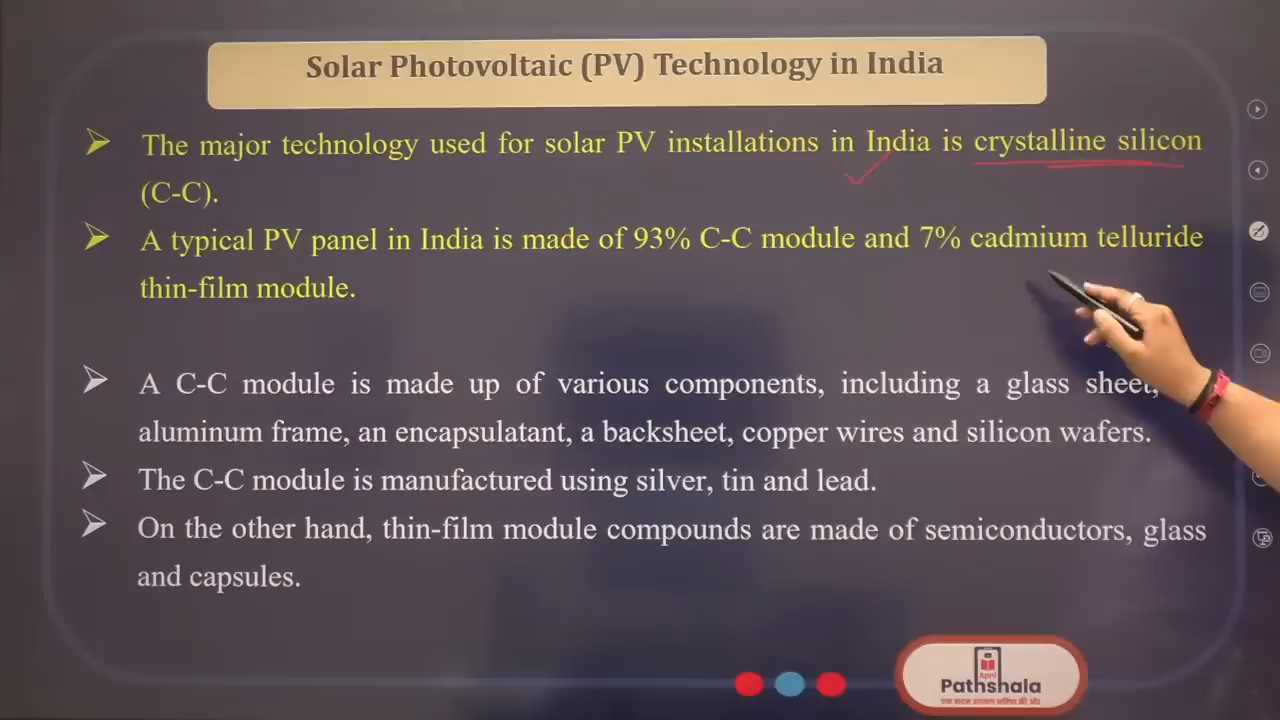 Solar Photovoltaic (PV) Technology in India
The major technology used for solar PV installations in India is crystalline silicon
(C-C).
A typical PV panel in India is made of 93% C-C module and 7% cadmium telluride
thin-film module.
A C-C module is made up of various components, including a glass sheet,
aluminum frame, an encapsulatant, a backsheet, copper wires and silicon wafers.
The C-C module is manufactured using silver, tin and lead.
On the other hand, thin-film module compounds are made of semiconductors, glass
and capsules.
Apni
Pathshala